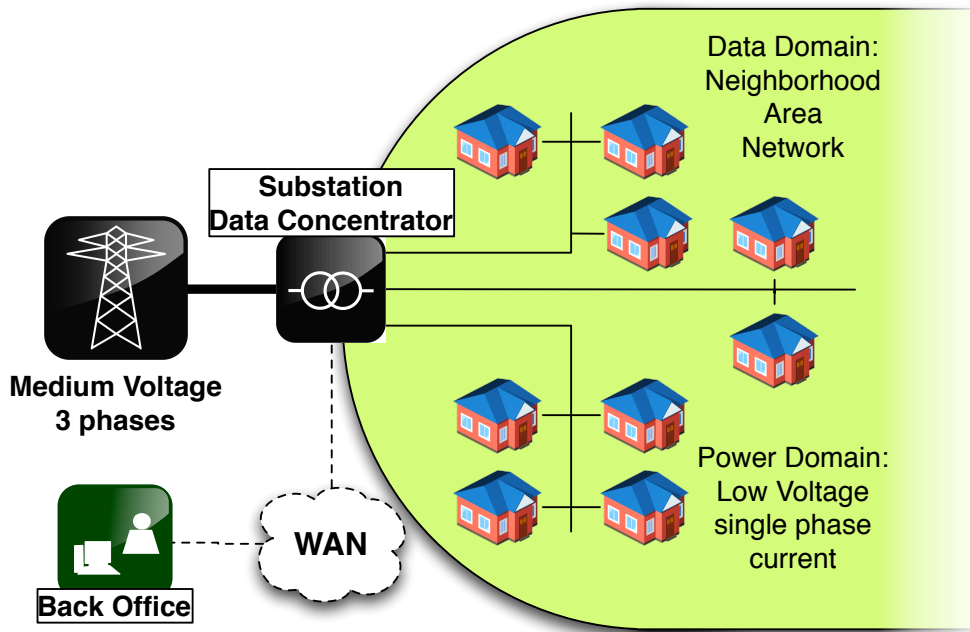 Data Domain:
Neighborhood
Area
Network
Substation
Data Concentrator
Medium Voltage
3 phases
Power Domain:
Low Voltage
single phase
current
WAN
Back Office